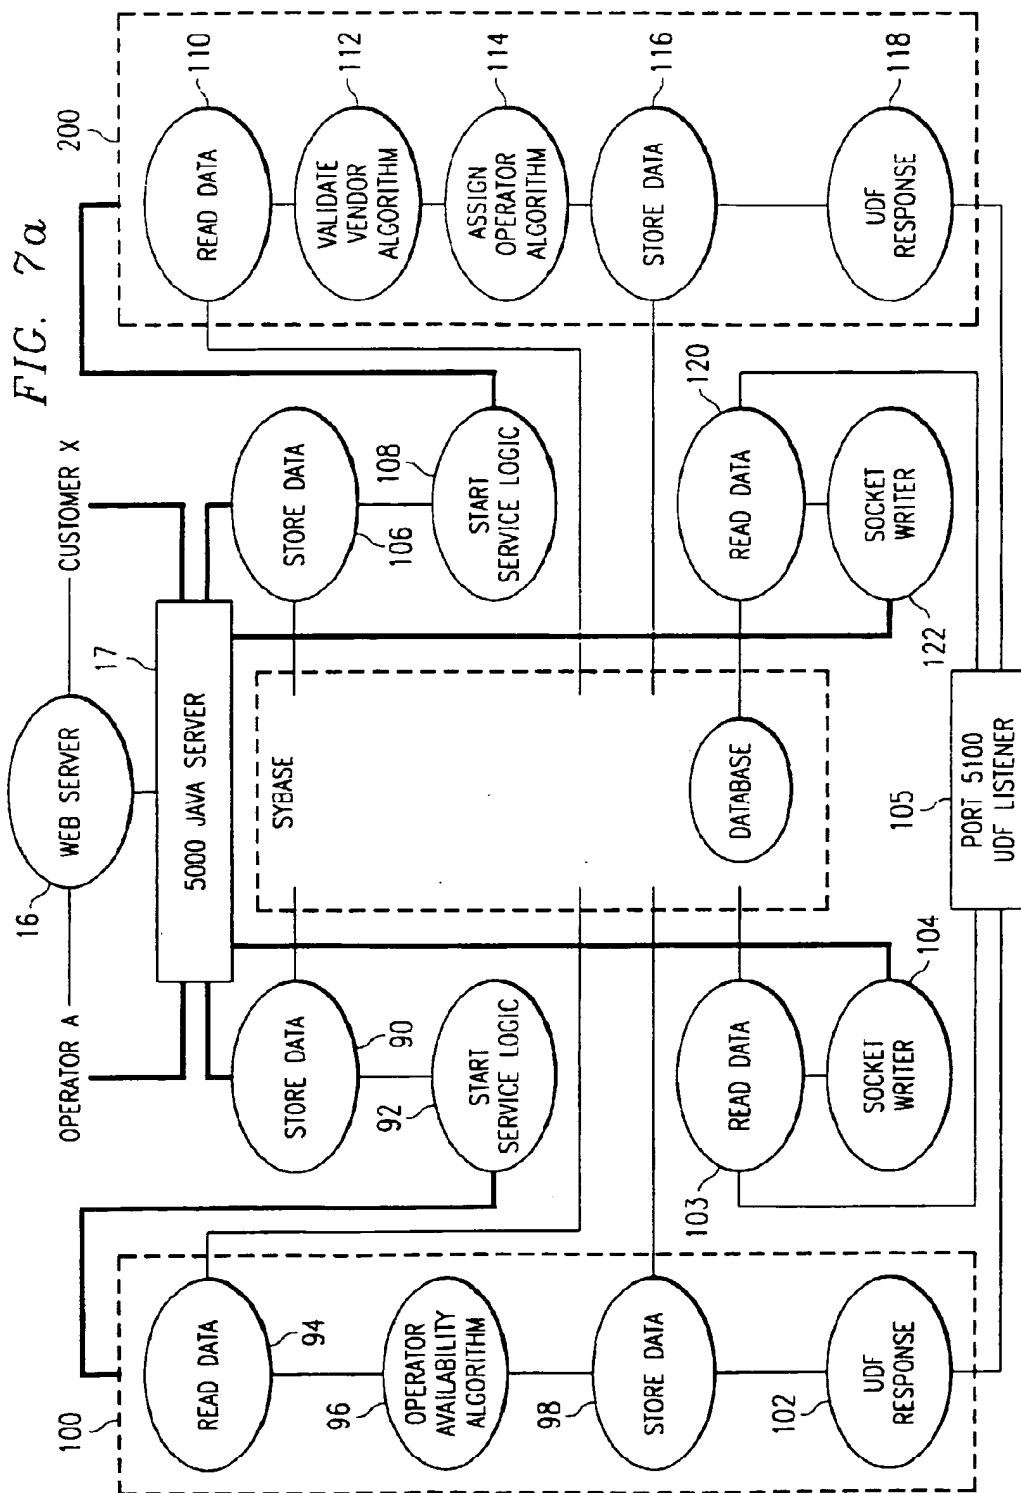 FIG. 7a
OPERATOR A
16
WEB SERVER
CUSTOMER X
17
5000 JAVA SERVER
100
READ DATA
94
96
OPERATOR
AVAILABILITY
ALGORITHM
98
STORE DATA
102
UDF
RESPONSE
STORE DATA
90
92
START
SERVICE LOGIC
103
READ DATA
SOCKET
WRITER
104
SYBASE
DATABASE
105
PORT 5100
UDF LISTENER
STORE DATA
106
108
START
SERVICE LOGIC
READ DATA
120
SOCKET
WRITER
122
200
READ DATA
110
VALIDATE
VENDOR
ALGORITHM
112
ASSIGN
OPERATOR
ALGORITHM
114
STORE DATA
116
UDF
RESPONSE
118